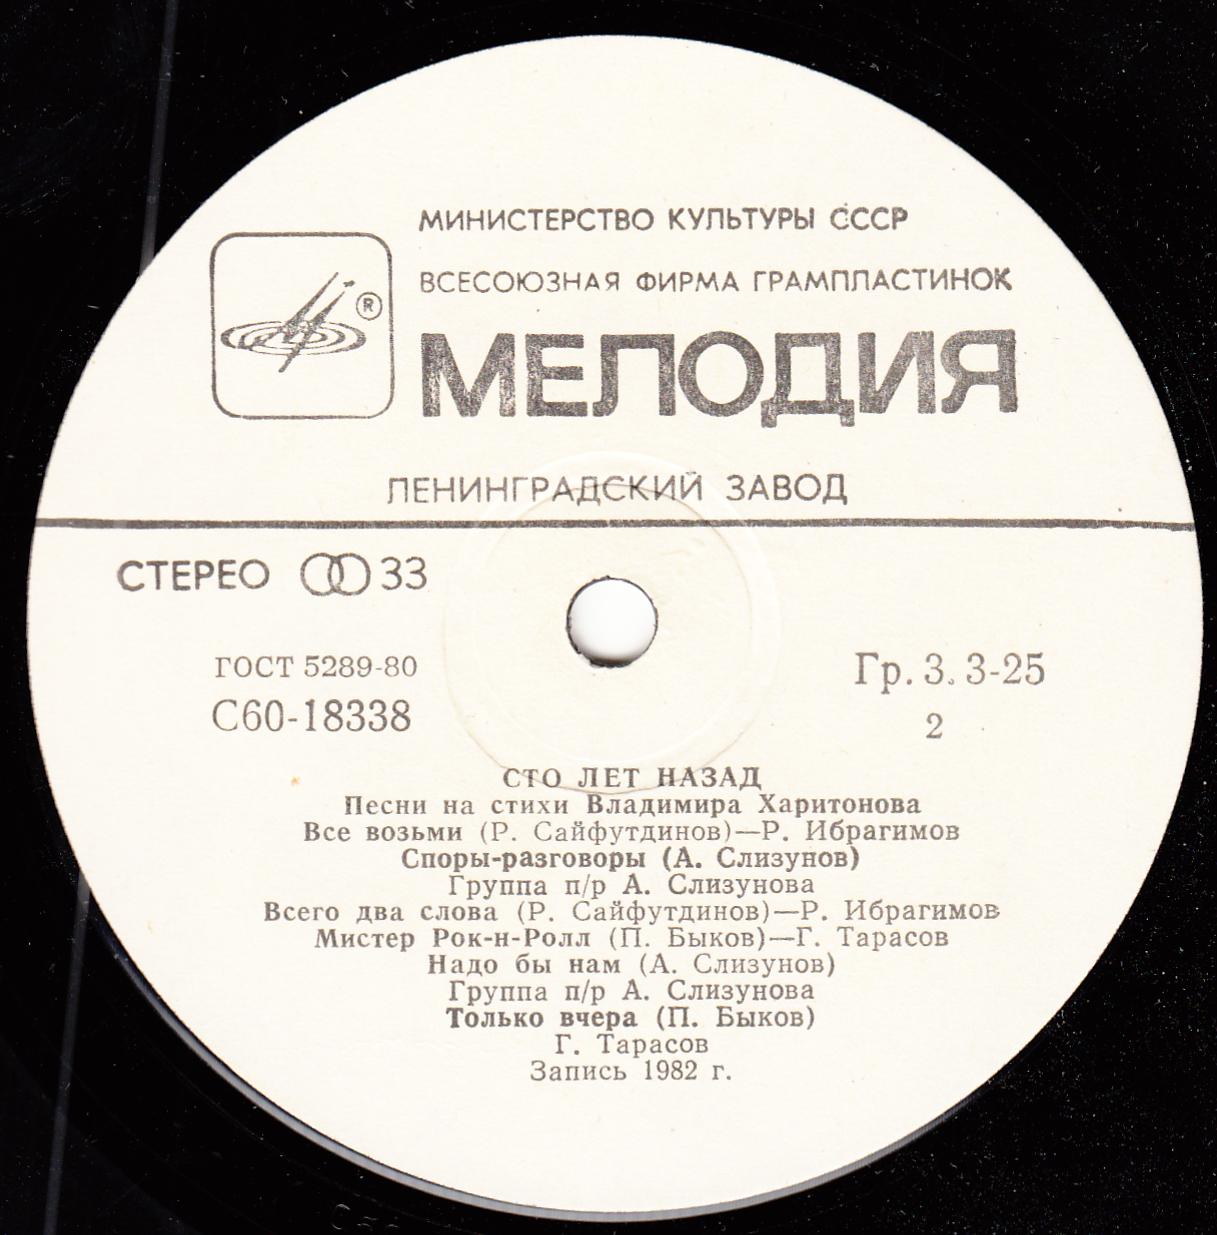 МИНИСТЕРСТВО КУЛЬТУРЫ СССР
ВСЕСОЮЗНАЯ ФИРМА ГРАМПЛАСТИНОК
®
МЕЛОДИЯ
ЛЕНИНГРАДСКИЙ ЗАВОД
СТЕРЕО 33
ГОСТ 5289-80
Гр. 3. 3-25
С60-18338
2
СТО ЛЕТ НАЗАД
Песни на стихи Владимира Харитонова
Все возьми (Р. Сайфутдинов)—Р. Ибрагимов
Споры-разговоры (А. Слизунов)
Группа п/р А. Слизунова
Всего два слова (Р. Сайфутдинов)—Р. Ибрагимов
Мистер Рок-н-Ролл (П. Быков)—Г. Тарасов
Надо бы нам (А. Слизунов)
Группа п/р А. Слизунова
Только вчера (П. Быков)
Г. Тарасов
Запись 1982 г.